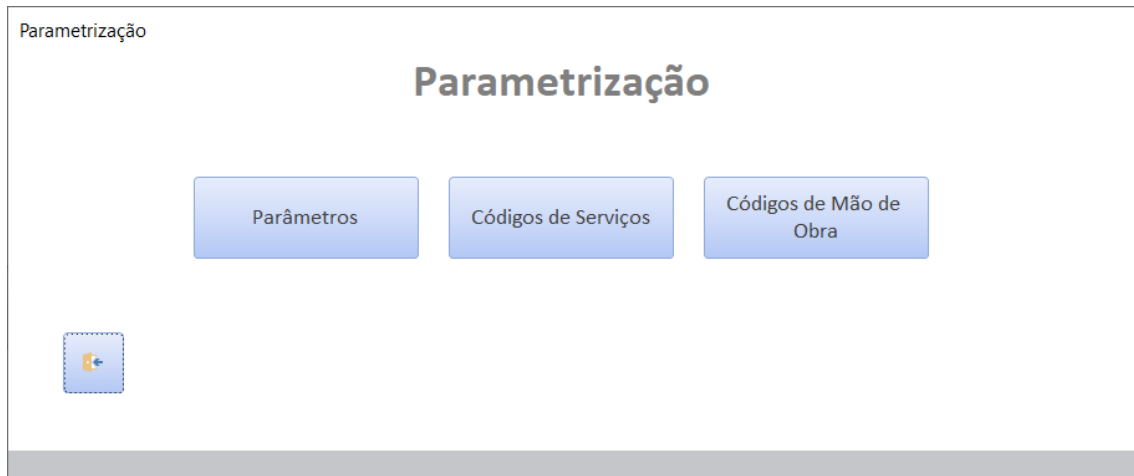 Parametrização
Parametrização
Parâmetros
Códigos de Serviços
Códigos de Mão de
Obra